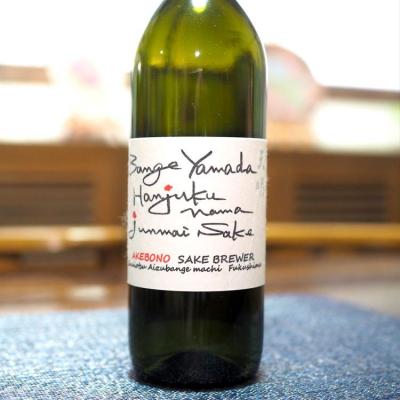 Bange Yamada
Hanjuku
nama
junmai Sake
AKEBONO SAKE BREWER
Aizubange machi Fukushima